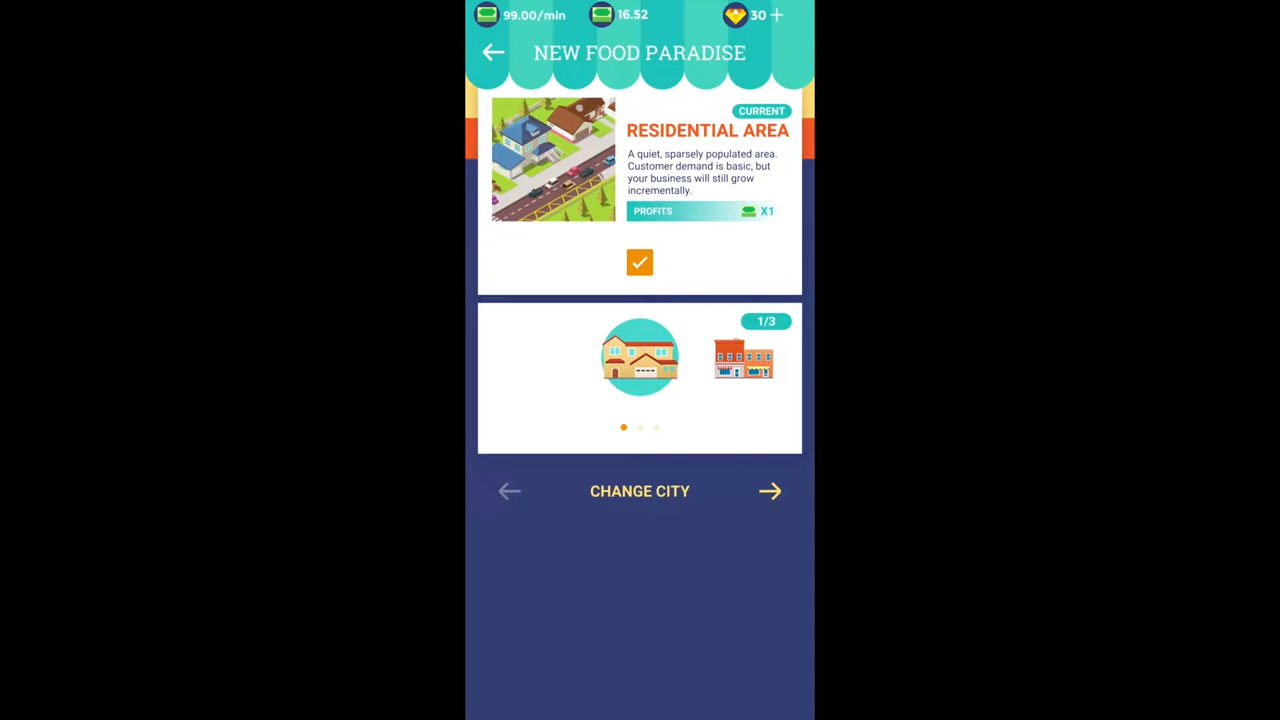 99.00/min 16.52 30
NEW FOOD PARADISE
CURRENT
RESIDENTIAL AREA
A quiet, sparsely populated area.
Customer demand is basic, but
your business will still grow
incrementally.
PROFITS X1
1/3
CHANGE CITY